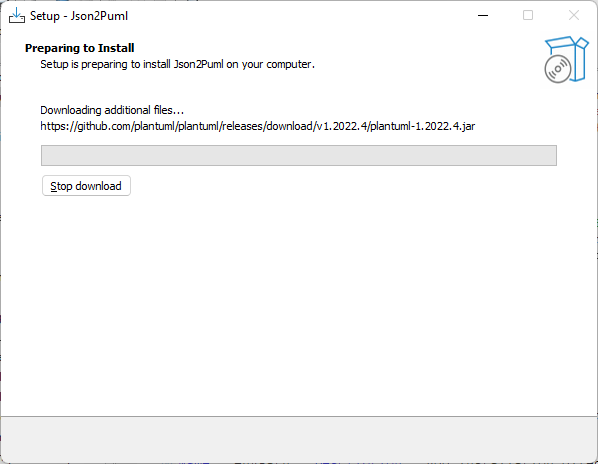 Setup - Json2Puml
Preparing to Install
Setup is preparing to install Json2Puml on your computer.
Downloading additional files...
https://github.com/plantuml/plantuml/releases/download/v1.2022.4/plantuml-1.2022.4.jar
Stop download